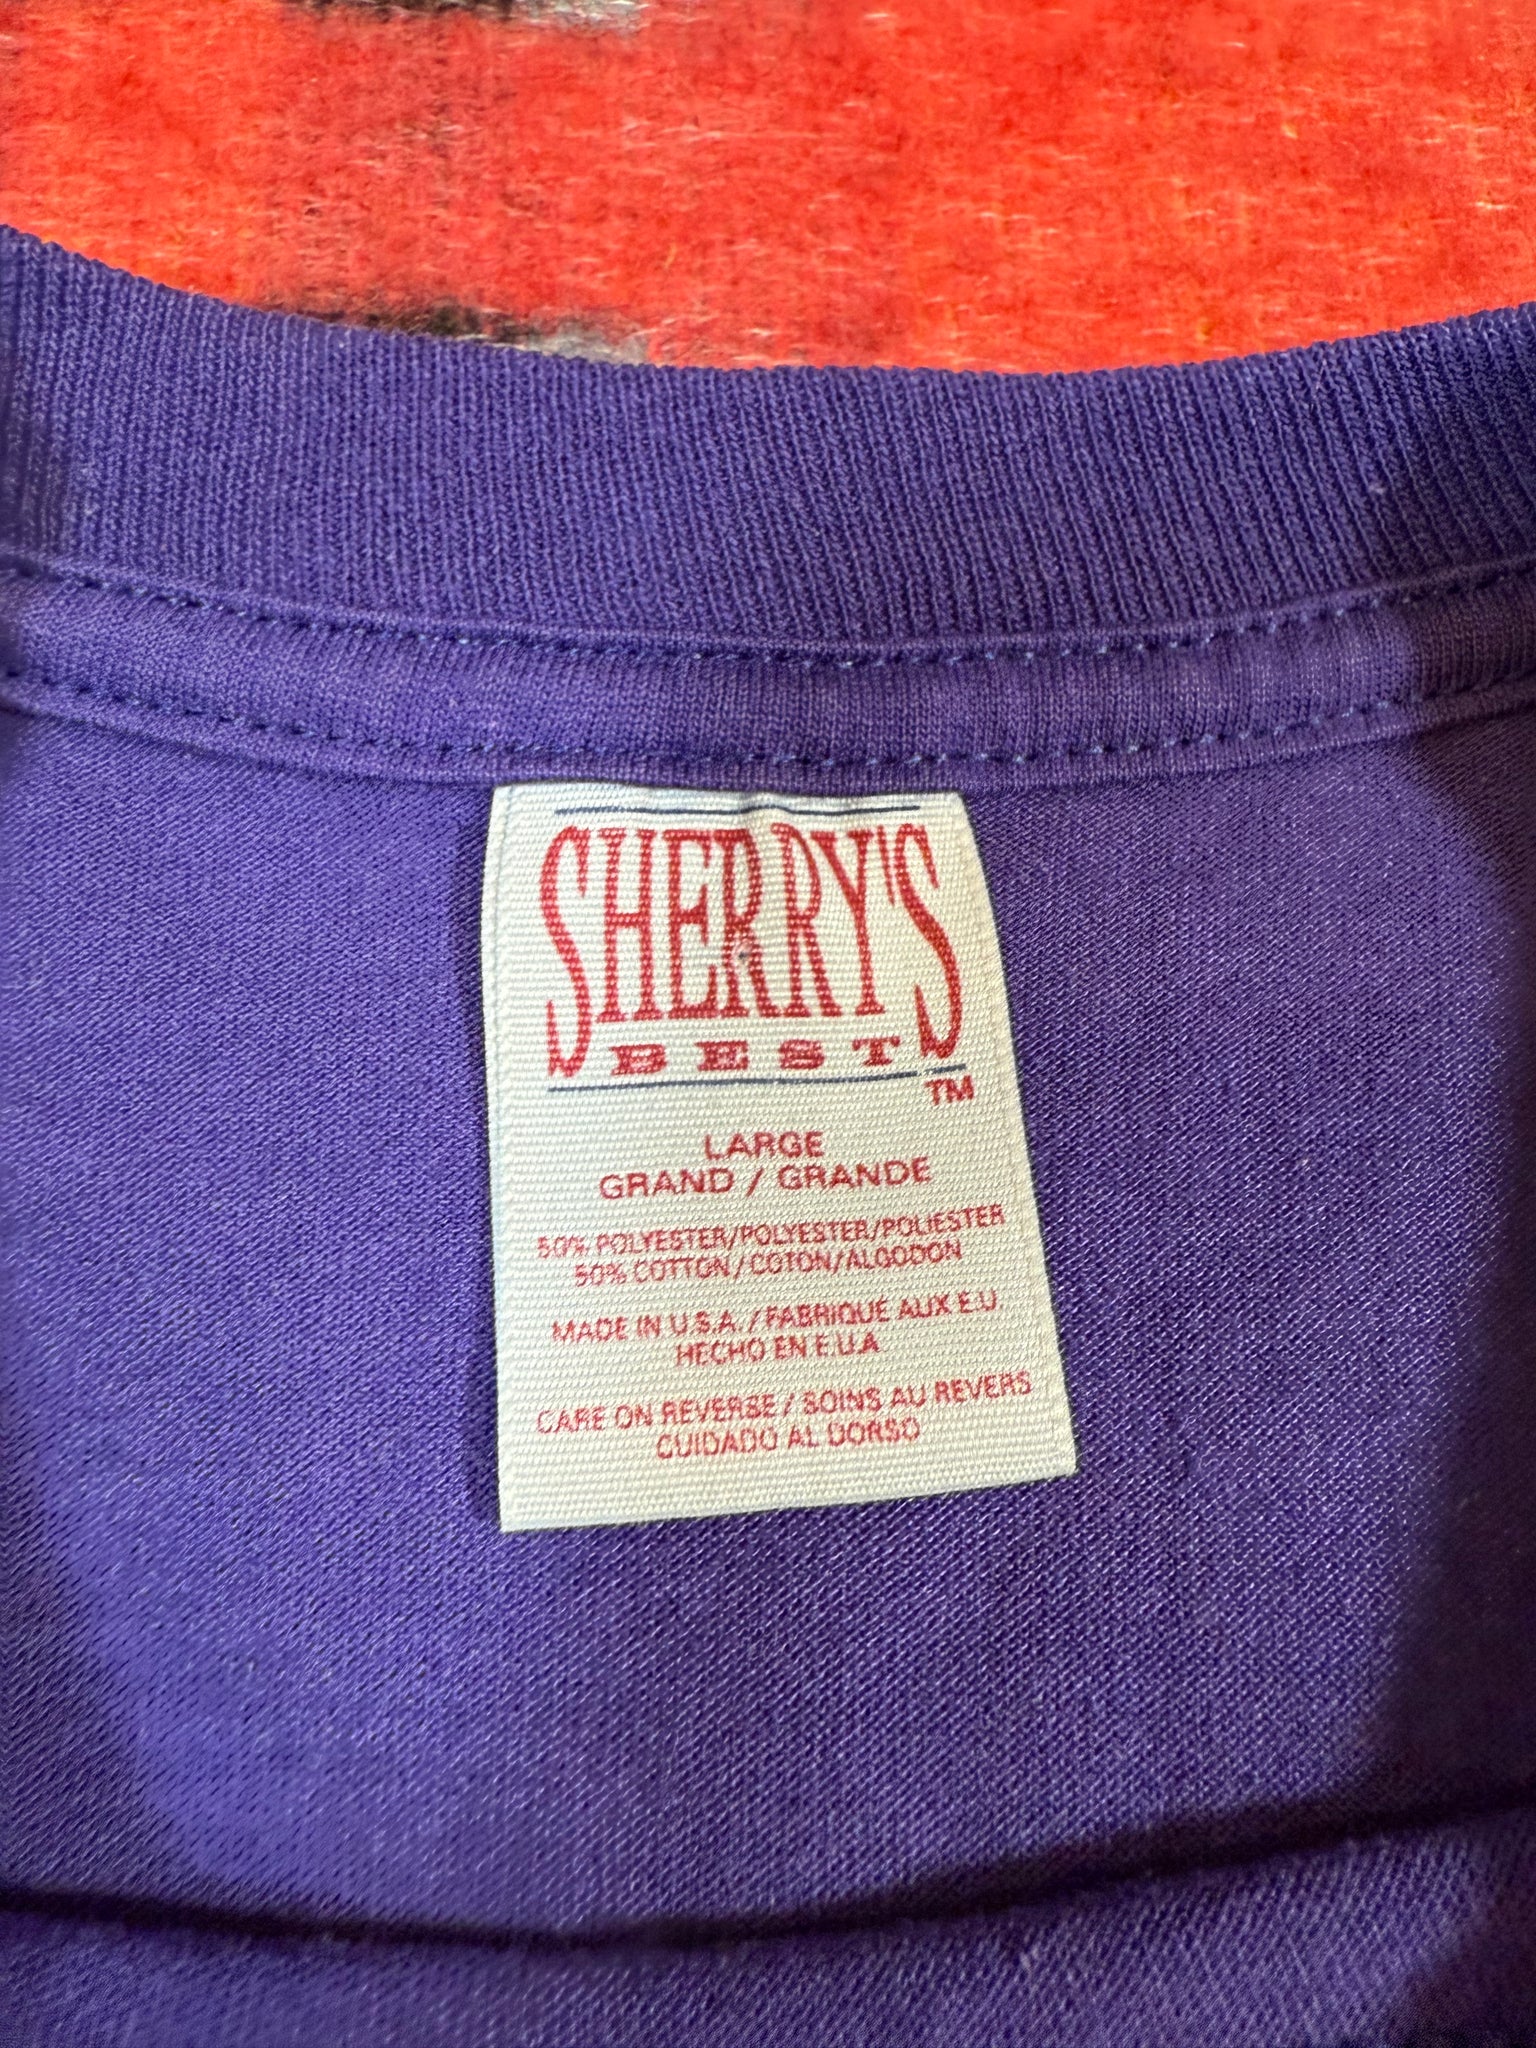 SHERRY'S
BEST
TM
LARGE
GRAND / GRANDE
50% POLYESTER/POLYESTER/POLIESTER
50% COTTON/COTON/ALGODON
MADE IN U.S.A. / FABRIQUÉ AUX E.U.
HECHO EN E.U.A
CARE ON REVERSE / SOINS AU REVERS
CUIDADO AL DORSO